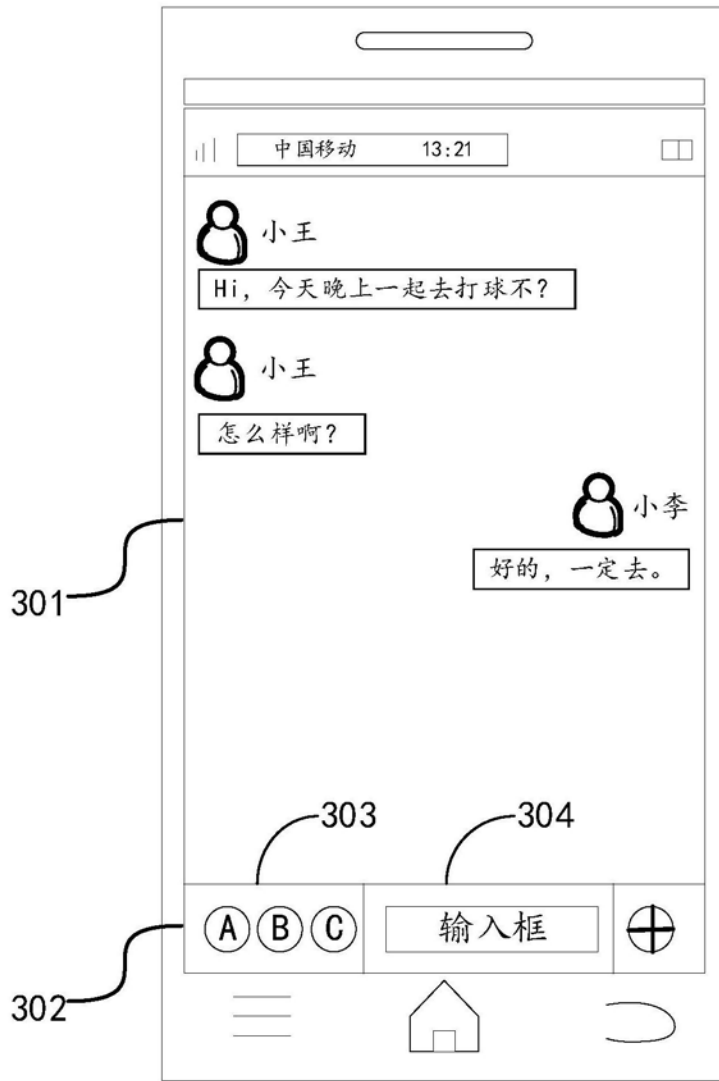 中国移动 13:21
小王
Hi, 今天晚上一起去打球不?
小王
怎么样啊?
小李
好的, 一定去。
301
303 304
A B C 输入框
302